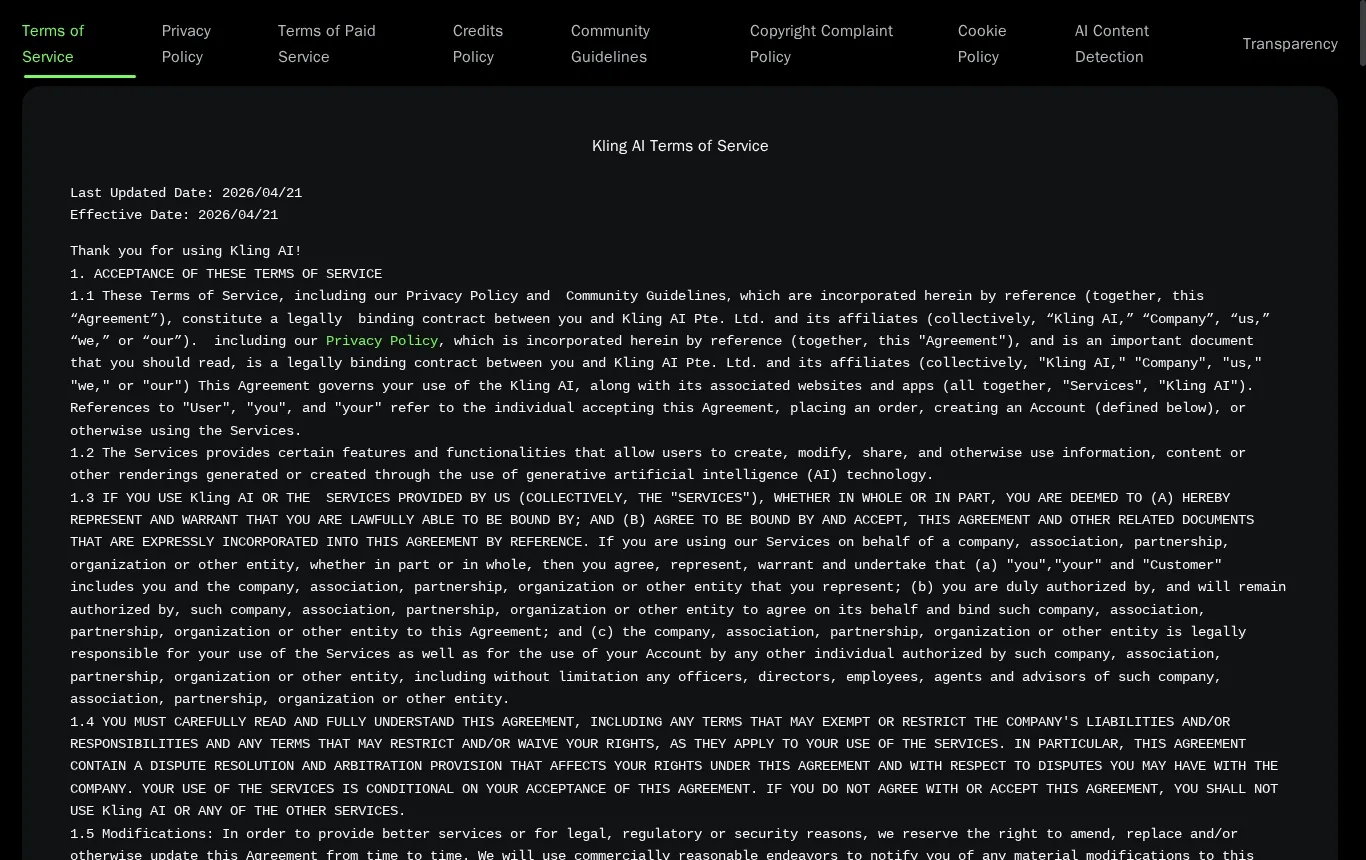 Terms of Service
Privacy Policy
Terms of Paid Service
Credits Policy
Community Guidelines
Copyright Complaint Policy
Cookie Policy
AI Content Detection
Transparency
Kling AI Terms of Service
Last Updated Date: 2026/04/21
Effective Date: 2026/04/21
Thank you for using Kling AI!
1. ACCEPTANCE OF THESE TERMS OF SERVICE
1.1 These Terms of Service, including our Privacy Policy and  Community Guidelines, which are incorporated herein by reference (together, this
“Agreement”), constitute a legally  binding contract between you and Kling AI Pte. Ltd. and its affiliates (collectively, “Kling AI,” “Company”, “us,”
“we,” or “our”).  including our Privacy Policy, which is incorporated herein by reference (together, this "Agreement"), and is an important document
that you should read, is a legally binding contract between you and Kling AI Pte. Ltd. and its affiliates (collectively, "Kling AI," "Company", "us,"
"we," or "our") This Agreement governs your use of the Kling AI, along with its associated websites and apps (all together, "Services", "Kling AI").
References to "User", "you", and "your" refer to the individual accepting this Agreement, placing an order, creating an Account (defined below), or
otherwise using the Services.
1.2 The Services provides certain features and functionalities that allow users to create, modify, share, and otherwise use information, content or
other renderings generated or created through the use of generative artificial intelligence (AI) technology.
1.3 IF YOU USE Kling AI OR THE  SERVICES PROVIDED BY US (COLLECTIVELY, THE "SERVICES"), WHETHER IN WHOLE OR IN PART, YOU ARE DEEMED TO (A) HEREBY
REPRESENT AND WARRANT THAT YOU ARE LAWFULLY ABLE TO BE BOUND BY; AND (B) AGREE TO BE BOUND BY AND ACCEPT, THIS AGREEMENT AND OTHER RELATED DOCUMENTS
THAT ARE EXPRESSLY INCORPORATED INTO THIS AGREEMENT BY REFERENCE. If you are using our Services on behalf of a company, association, partnership,
organization or other entity, whether in part or in whole, then you agree, represent, warrant and undertake that (a) "you","your" and "Customer"
includes you and the company, association, partnership, organization or other entity that you represent; (b) you are duly authorized by, and will remain
authorized by, such company, association, partnership, organization or other entity to agree on its behalf and bind such company, association,
partnership, organization or other entity to this Agreement; and (c) the company, association, partnership, organization or other entity is legally
responsible for your use of the Services as well as for the use of your Account by any other individual authorized by such company, association,
partnership, organization or other entity, including without limitation any officers, directors, employees, agents and advisors of such company,
association, partnership, organization or other entity.
1.4 YOU MUST CAREFULLY READ AND FULLY UNDERSTAND THIS AGREEMENT, INCLUDING ANY TERMS THAT MAY EXEMPT OR RESTRICT THE COMPANY'S LIABILITIES AND/OR
RESPONSIBILITIES AND ANY TERMS THAT MAY RESTRICT AND/OR WAIVE YOUR RIGHTS, AS THEY APPLY TO YOUR USE OF THE SERVICES. IN PARTICULAR, THIS AGREEMENT
CONTAIN A DISPUTE RESOLUTION AND ARBITRATION PROVISION THAT AFFECTS YOUR RIGHTS UNDER THIS AGREEMENT AND WITH RESPECT TO DISPUTES YOU MAY HAVE WITH THE
COMPANY. YOUR USE OF THE SERVICES IS CONDITIONAL ON YOUR ACCEPTANCE OF THIS AGREEMENT. IF YOU DO NOT AGREE WITH OR ACCEPT THIS AGREEMENT, YOU SHALL NOT
USE Kling AI OR ANY OF THE OTHER SERVICES.
1.5 Modifications: In order to provide better services or for legal, regulatory or security reasons, we reserve the right to amend, replace and/or
otherwise update this Agreement from time to time. We will use commercially reasonable endeavors to notify you of any material modifications to this